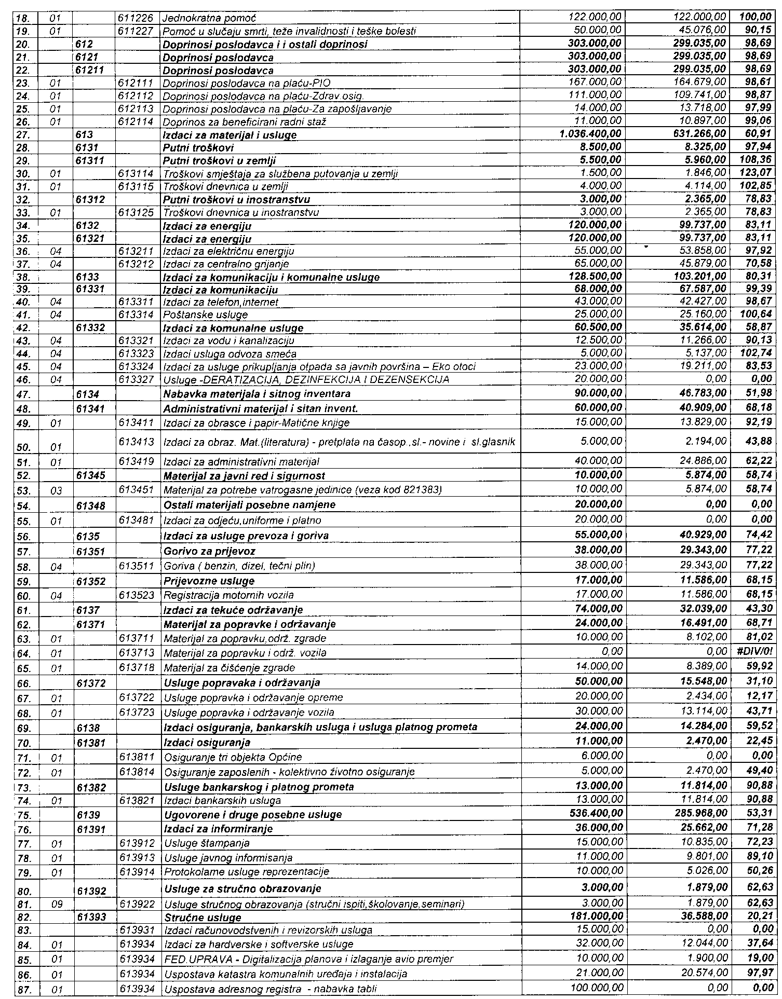 18. 01 611226 Jednokratna pomoć 122.000,00 122.000,00 100,00
19. 01 611227 Pomoć u slučaju smrti, teže invalidnosti i teške bolesti 50.000,00 45.076,00 90,15
20. 612 Doprinosi poslodavca i i ostali doprinosi 303.000,00 299.035,00 98,69
21. 6121 Doprinosi poslodavca 303.000,00 299.035,00 98,69
22. 61211 Doprinosi poslodavca 303.000,00 299.035,00 98,69
23. 01 612111 Doprinosi poslodavca na plaću-PIO 167.000,00 164.679,00 98,61
24. 01 612112 Doprinosi poslodavca na plaću-Zdrav.osig. 111.000,00 109.741,00 98,87
25. 01 612113 Doprinosi poslodavca na plaću-Za zapošljavanje 14.000,00 13.718,00 97,99
26. 01 612114 Doprinos za beneficirani radni staž 11.000,00 10.897,00 99,06
27. 613 Izdaci za materijal i usluge 1.036.400,00 631.266,00 60,91
28. 6131 Putni troškovi 8.500,00 8.325,00 97,94
29. 61311 Putni troškovi u zemlji 5.500,00 5.960,00 108,36
30. 01 613114 Troškovi smještaja za službena putovanja u zemlji 1.500,00 1.846,00 123,07
31. 01 613115 Troškovi dnevnica u zemlji 4.000,00 4.114,00 102,85
32. 61312 Putni troškovi u inostranstvu 3.000,00 2.365,00 78,83
33. 01 613125 Troškovi dnevnica u inostranstvu 3.000,00 2.365,00 78,83
34. 6132 Izdaci za energiju 120.000,00 99.737,00 83,11
35. 61321 Izdaci za energiju 120.000,00 99.737,00 83,11
36. 04 613211 Izdaci za električnu energiju 55.000,00 53.858,00 97,92
37. 04 613212 Izdaci za centralno grijanje 65.000,00 45.879,00 70,58
38. 6133 Izdaci za komunikaciju i komunalne usluge 128.500,00 103.201,00 80,31
39. 61331 Izdaci za komunikaciju 68.000,00 67.587,00 99,39
40. 04 613311 Izdaci za telefon,internet 43.000,00 42.427,00 98,67
41. 04 613314 Poštanske usluge 25.000,00 25.160,00 100,64
42. 61332 Izdaci za komunalne usluge 60.500,00 35.614,00 58,87
43. 04 613321 Izdaci za vodu i kanalizaciju 12.500,00 11.266,00 90,13
44. 04 613323 Izdaci usluga odvoza smeća 5.000,00 5.137,00 102,74
45. 04 613324 Izdaci za usluge prikupljanja otpada sa javnih površina – Eko otoci 23.000,00 19.211,00 83,53
46. 04 613327 Usluge -DERATIZACIJA, DEZINFEKCIJA I DEZENSEKCIJA 20.000,00 0,00 0,00
47. 6134 Nabavka materijala i sitnog inventara 90.000,00 46.783,00 51,98
48. 61341 Administrativni materijal i sitan invent. 60.000,00 40.909,00 68,18
49. 01 613411 Izdaci za obrasce i papir-Matične knjige 15.000,00 13.829,00 92,19
50. 01 613413 Izdaci za obraz. Mat.(literatura) - pretplata na časop.,sl.- novine i sl.glasnik 5.000,00 2.194,00 43,88
51. 01 613419 Izdaci za administrativni materijal 40.000,00 24.886,00 62,22
52. 61345 Materijal za javni red i sigurnost 10.000,00 5.874,00 58,74
53. 03 613451 Materijal za potrebe vatrogasne jedinice (veza kod 821383) 10.000,00 5.874,00 58,74
54. 61348 Ostali materijali posebne namjene 20.000,00 0,00 0,00
55. 01 613481 Izdaci za odjeću,uniforme i platno 20.000,00 0,00 0,00
56. 6135 Izdaci za usluge prevoza i goriva 55.000,00 40.929,00 74,42
57. 61351 Gorivo za prijevoz 38.000,00 29.343,00 77,22
58. 04 613511 Goriva ( benzin, dizel, tečni plin) 38.000,00 29.343,00 77,22
59. 61352 Prijevozne usluge 17.000,00 11.586,00 68,15
60. 04 613523 Registracija motornih vozila 17.000,00 11.586,00 68,15
61. 6137 Izdaci za tekuće održavanje 74.000,00 32.039,00 43,30
62. 61371 Materijal za popravke i održavanje 24.000,00 16.491,00 68,71
63. 01 613711 Materijal za popravku,održ. zgrade 10.000,00 8.102,00 81,02
64. 01 613713 Materijal za popravku i održ. vozila 0,00 0,00 #DIV/0!
65. 01 613718 Materijal za čišćenje zgrade 14.000,00 8.389,00 59,92
66. 61372 Usluge popravaka i održavanja 50.000,00 15.548,00 31,10
67. 01 613722 Usluge popravka i održavanje opreme 20.000,00 2.434,00 12,17
68. 01 613723 Usluge popravka i održavanje vozila 30.000,00 13.114,00 43,71
69. 6138 Izdaci osiguranja, bankarskih usluga i usluga platnog prometa 24.000,00 14.284,00 59,52
70. 61381 Izdaci osiguranja 11.000,00 2.470,00 22,45
71. 01 613811 Osiguranje tri objekta Općine 6.000,00 0,00 0,00
72. 01 613814 Osiguranje zaposlenih - kolektivno životno osiguranje 5.000,00 2.470,00 49,40
73. 61382 Usluge bankarskog i platnog prometa 13.000,00 11.814,00 90,88
74. 01 613821 Izdaci bankarskih usluga 13.000,00 11.814,00 90,88
75. 6139 Ugovorene i druge posebne usluge 536.400,00 285.968,00 53,31
76. 61391 Izdaci za informiranje 36.000,00 25.662,00 71,28
77. 01 613912 Usluge štampanja 15.000,00 10.835,00 72,23
78. 01 613913 Usluge javnog informisanja 11.000,00 9.801,00 89,10
79. 01 613914 Protokolarne usluge reprezentacije 10.000,00 5.026,00 50,26
80. 61392 Usluge za stručno obrazovanje 3.000,00 1.879,00 62,63
81. 09 613922 Usluge stručnog obrazovanja (stručni ispiti,školovanje,seminari) 3.000,00 1.879,00 62,63
82. 61393 Stručne usluge 181.000,00 36.588,00 20,21
83. 613931 Izdaci računovodstvenih i revizorskih usluga 15.000,00 0,00 0,00
84. 01 613934 Izdaci za hardverske i softverske usluge 32.000,00 12.044,00 37,64
85. 01 613934 FED.UPRAVA - Digitalizacija planova i izlaganje avio premjer 10.000,00 1.900,00 19,00
86. 01 613934 Uspostava katastra komunalnih uređaja i instalacija 21.000,00 20.574,00 97,97
87. 01 613934 Uspostava adresnog registra - nabavka tabli 100.000,00 0,00 0,00